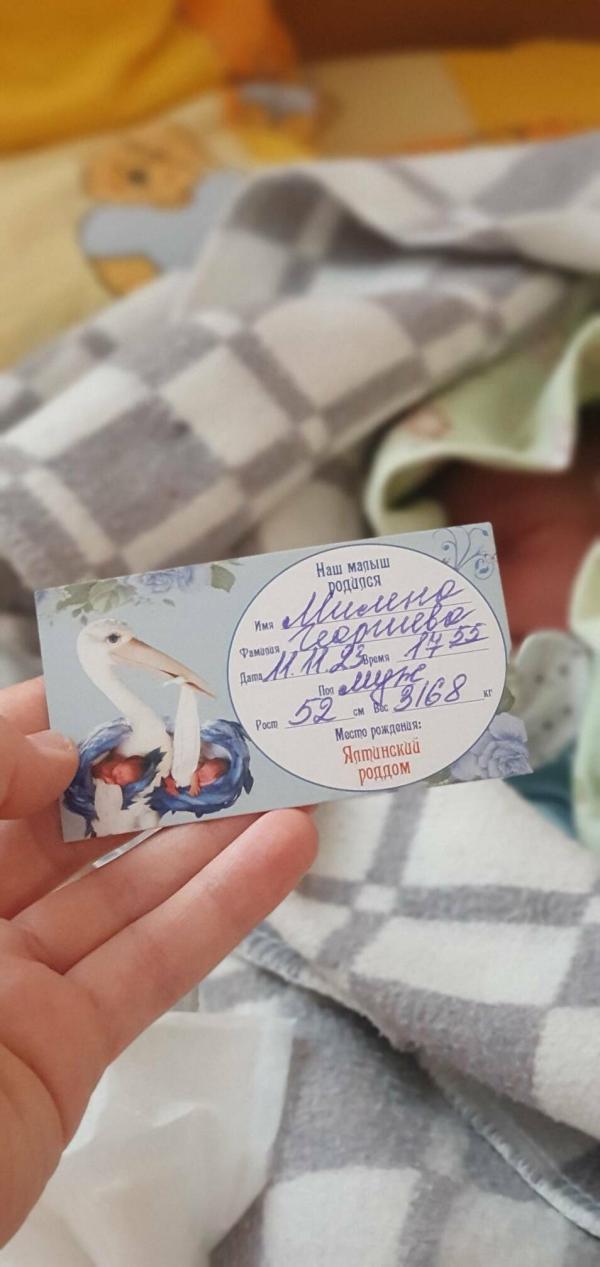 Наш малыш
родился
Имя Милена
Фамилия Георгиева
Дата 11.11.23 Время 17 55
Пол муж
Рост 52 см Вес 3168 кг
Место рождения:
Ялтинский
роддом